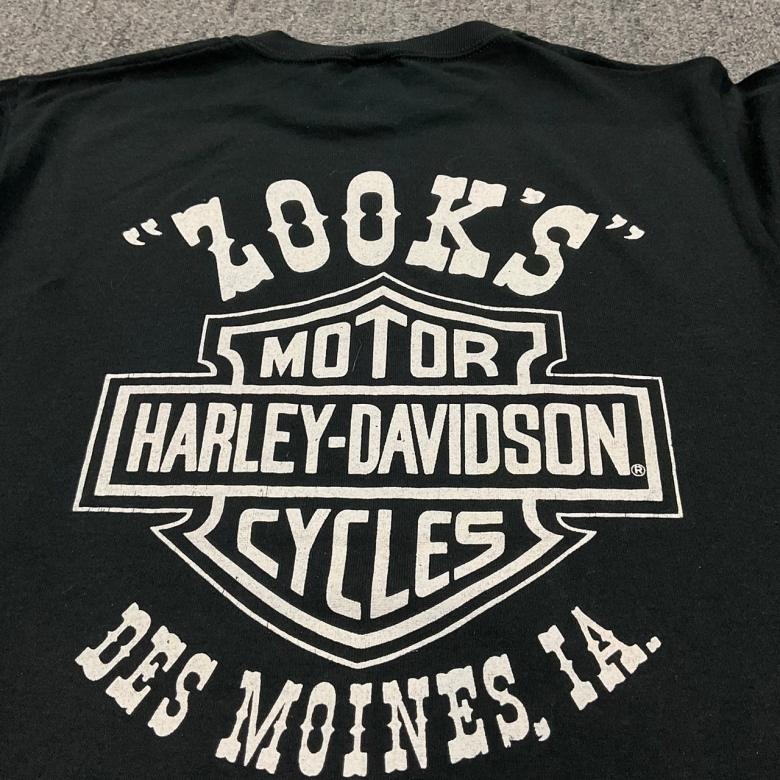 "ZOOK'S"
MOTOR
HARLEY-DAVIDSON®
CYCLES
DES MOINES, IA.